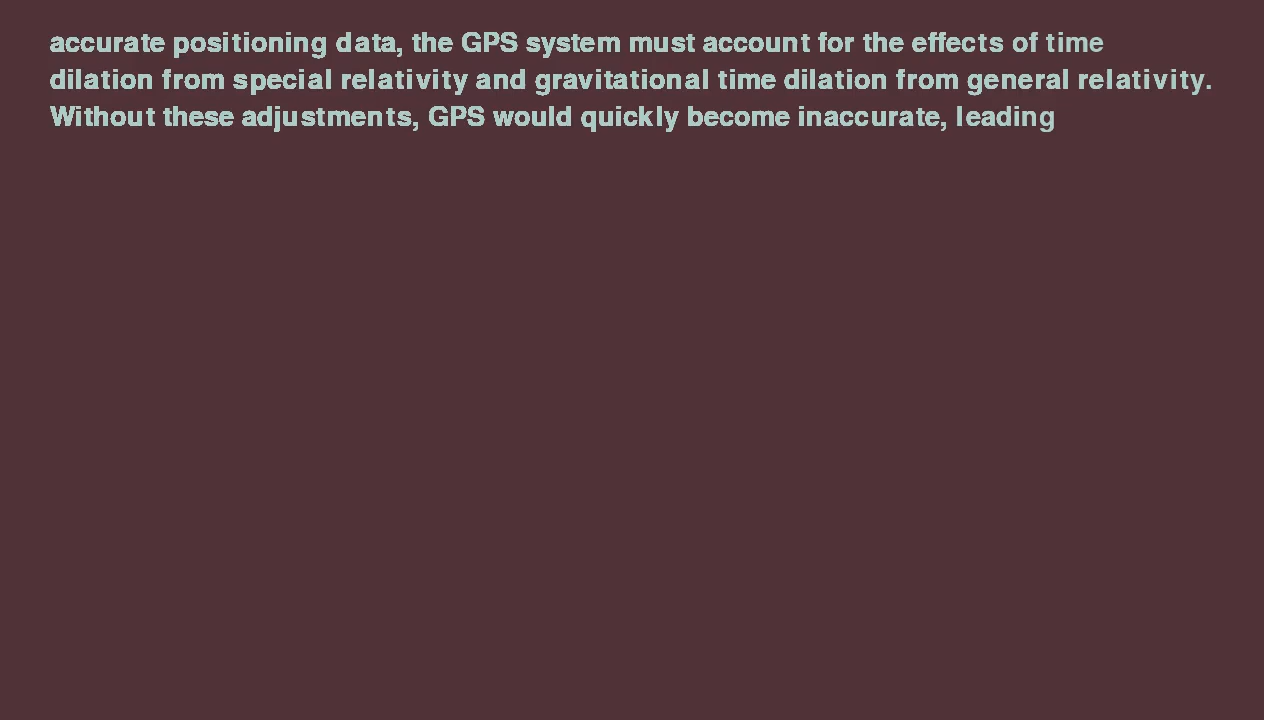 accurate positioning data, the GPS system must account for the effects of time
dilation from special relativity and gravitational time dilation from general relativity.
Without these adjustments, GPS would quickly become inaccurate, leading